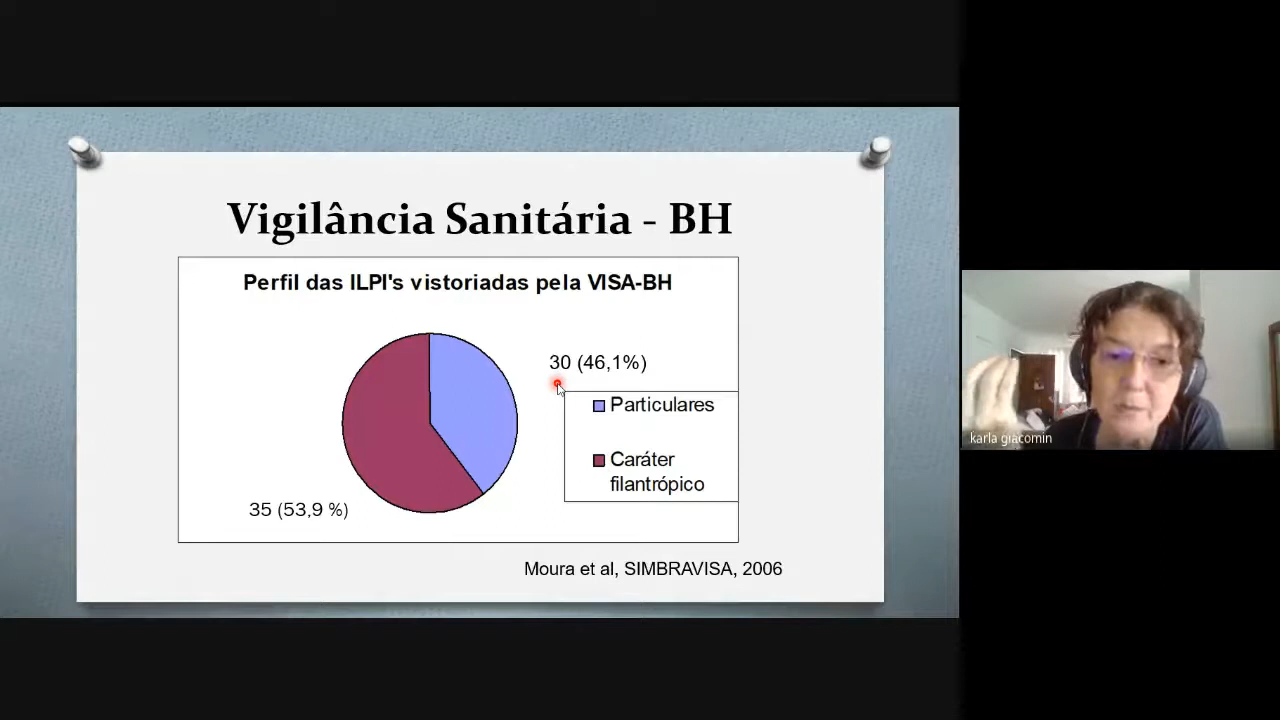 Vigilância Sanitária - BH
Perfil das ILPI's vistoriadas pela VISA-BH
30 (46,1%)
Particulares
Caráter
filantrópico
35 (53,9 %)
Moura et al, SIMBRAVISA, 2006
karla giacomin